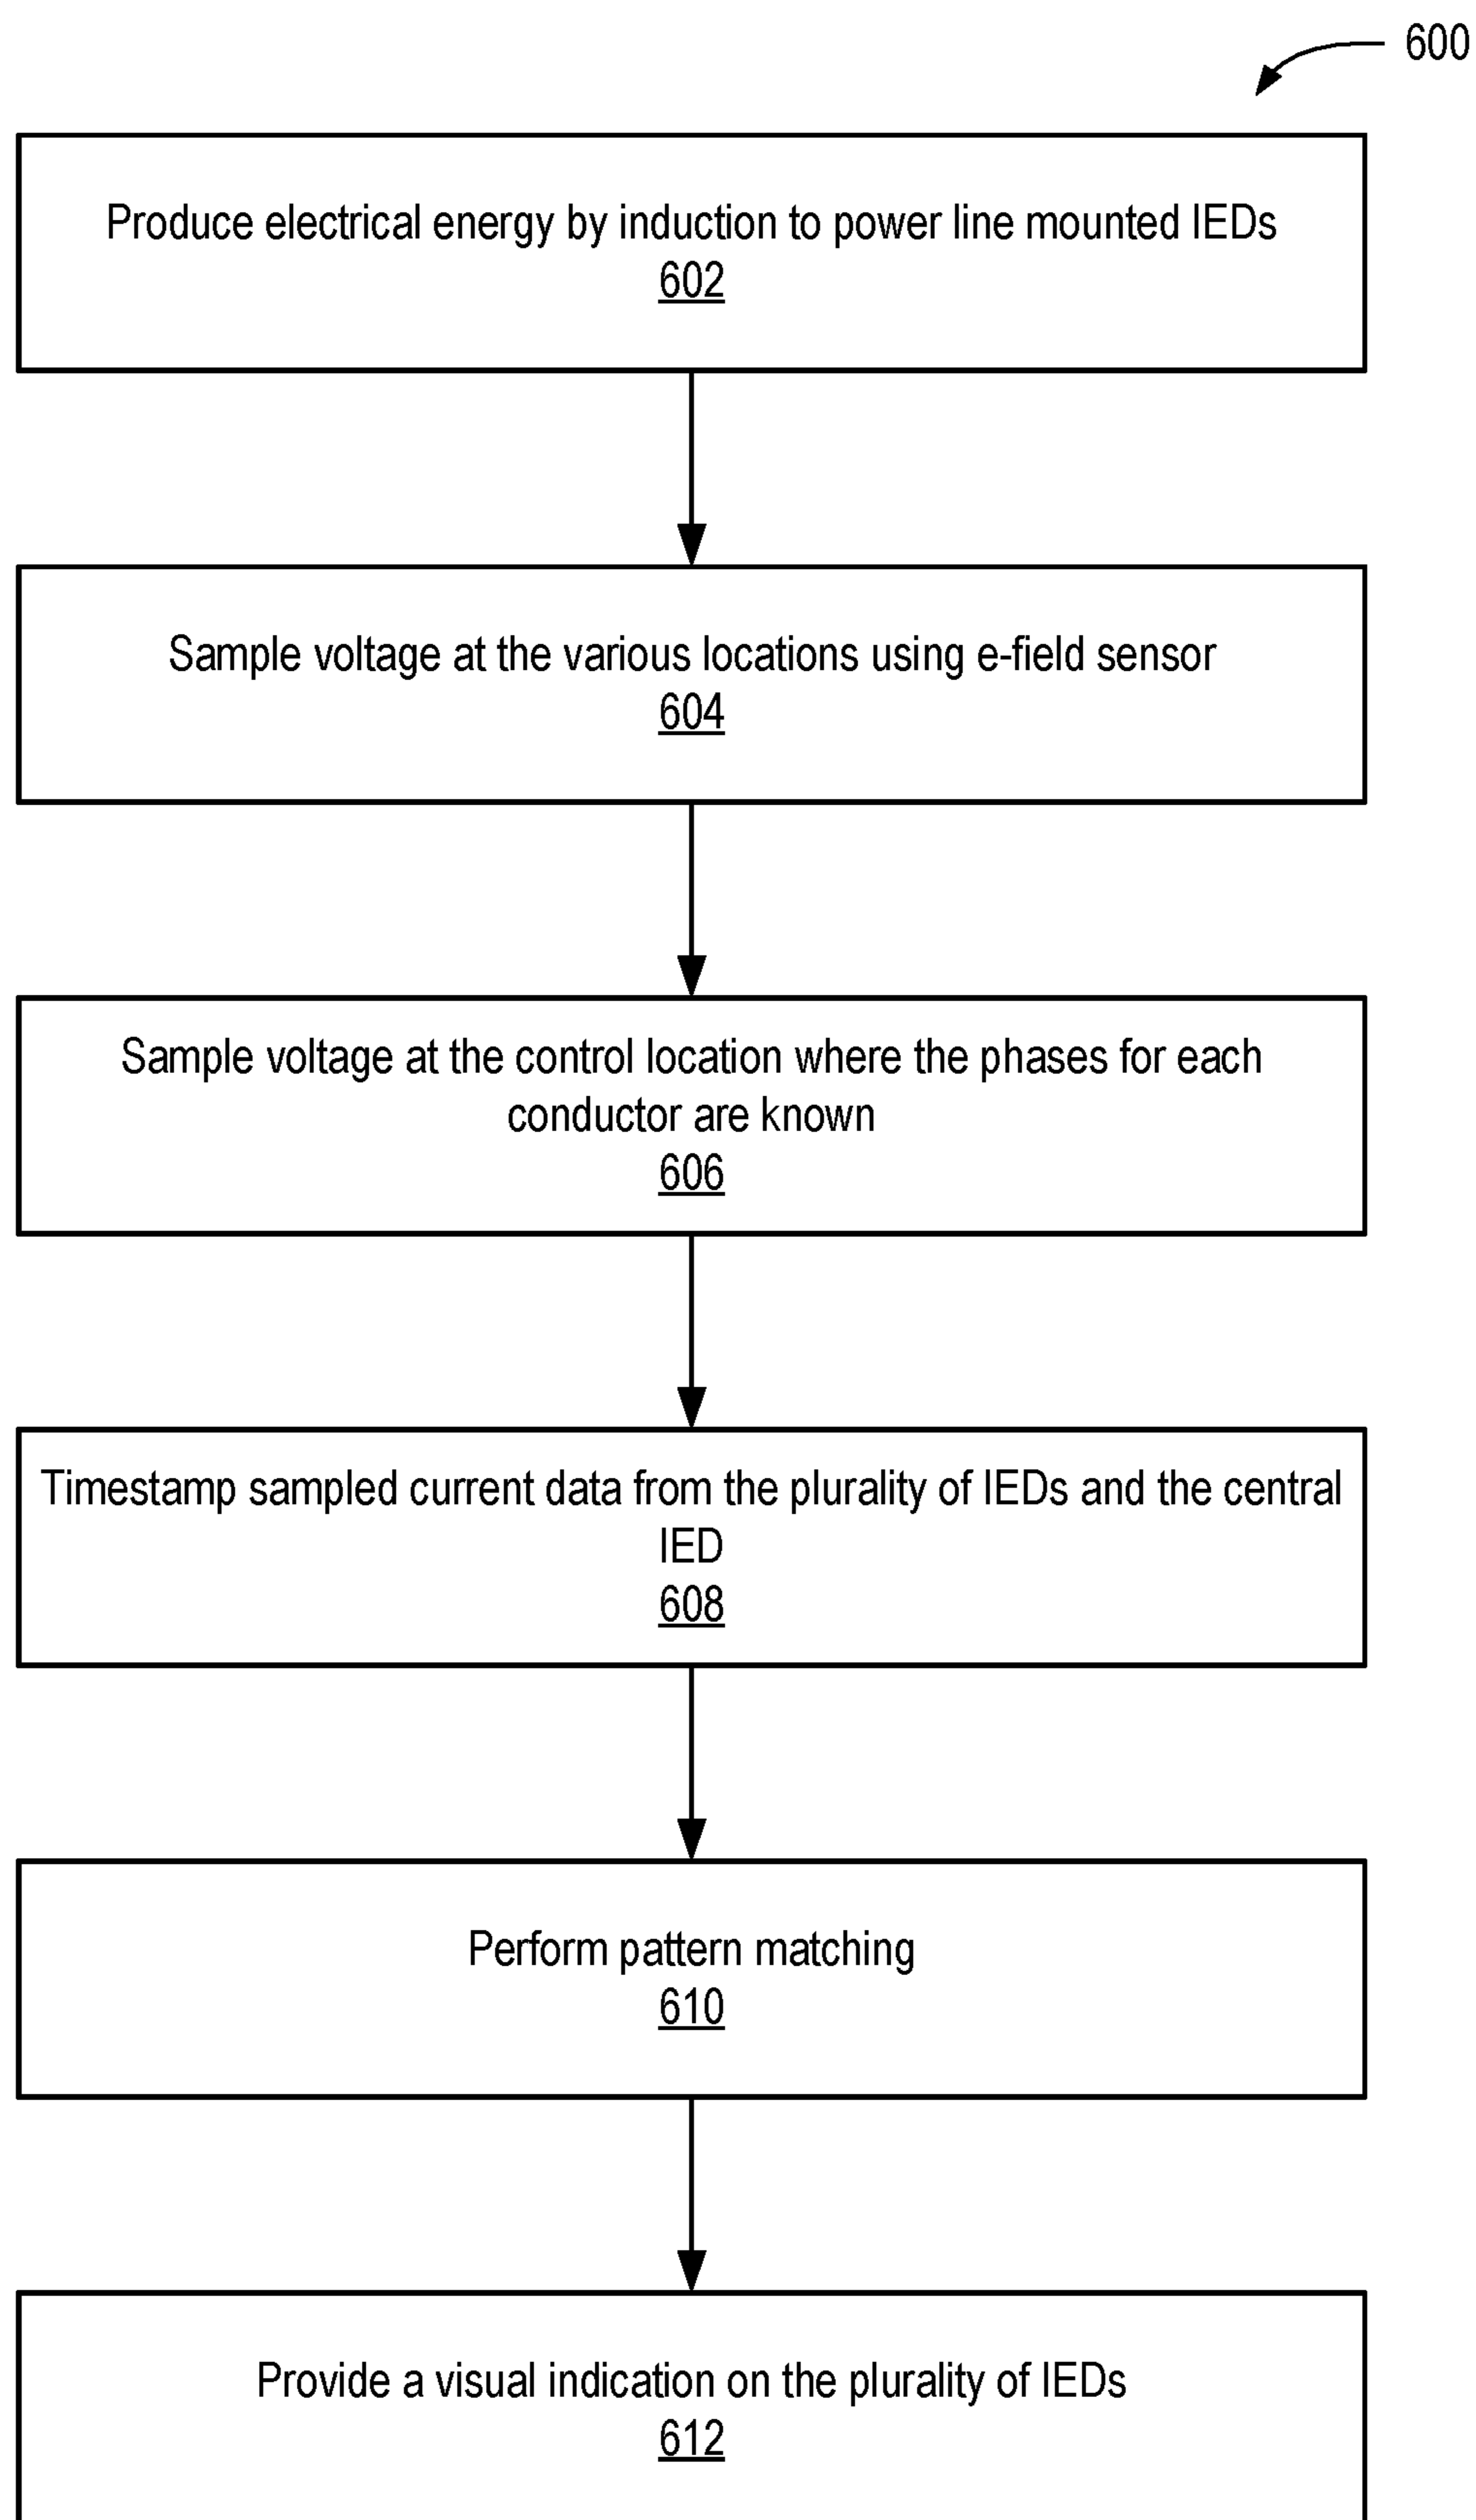 600
Produce electrical energy by induction to power line mounted IEDs
602
Sample voltage at the various locations using e-field sensor
604
Sample voltage at the control location where the phases for each
conductor are known
606
Timestamp sampled current data from the plurality of IEDs and the central
IED
608
Perform pattern matching
610
Provide a visual indication on the plurality of IEDs
612